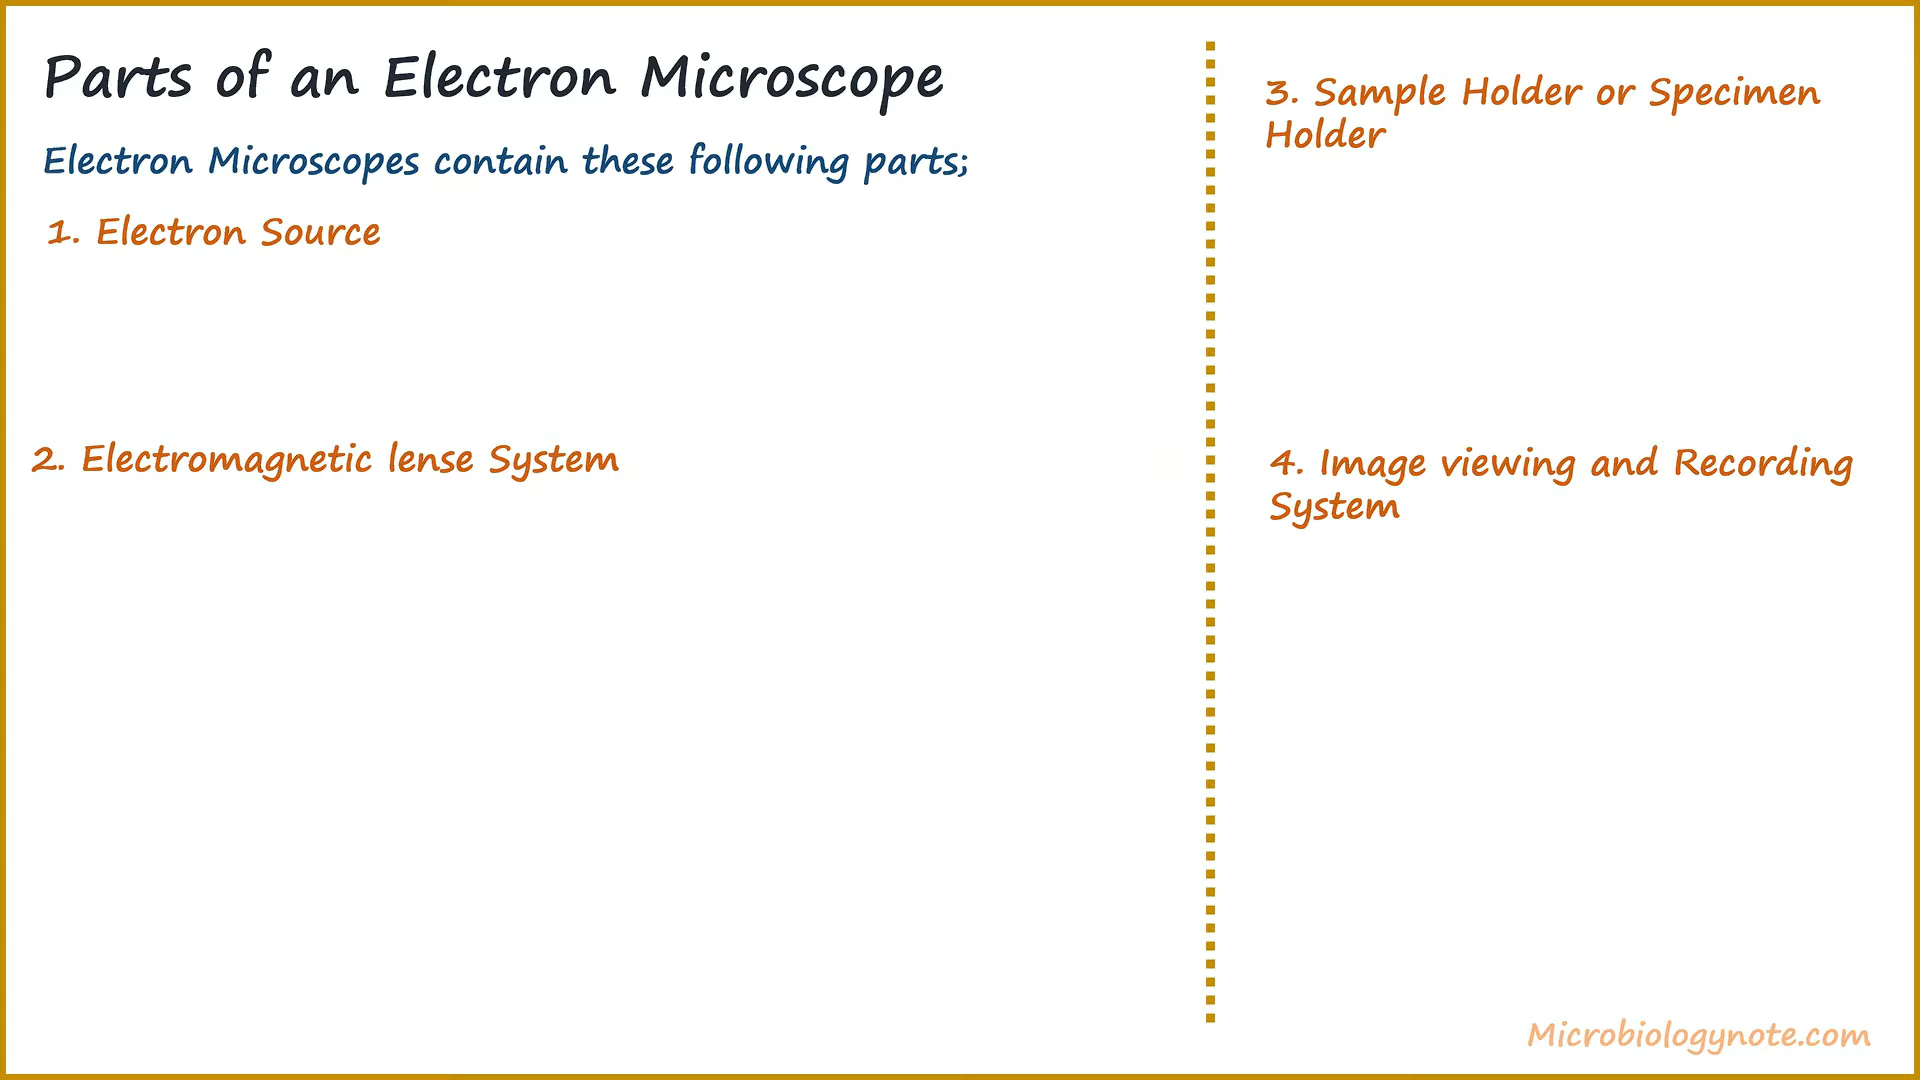 Parts of an Electron Microscope
Electron Microscopes contain these following parts;
1. Electron Source
2. Electromagnetic lense System
3. Sample Holder or Specimen
Holder
4. Image viewing and Recording
System
Microbiologynote.com